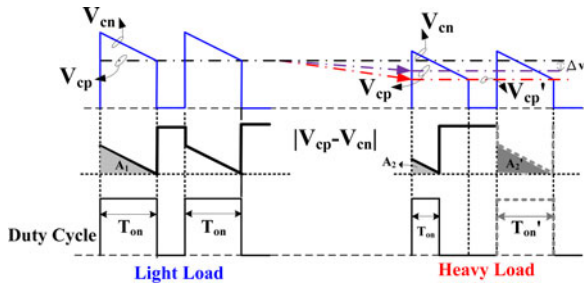 Vcn
Vcn
Vcp
Vcp
Vcp'
Δv
|Vcp-Vcn|
A1
A2
A2'
Ton
Ton
Ton
Ton'
Duty Cycle
Light Load
Heavy Load